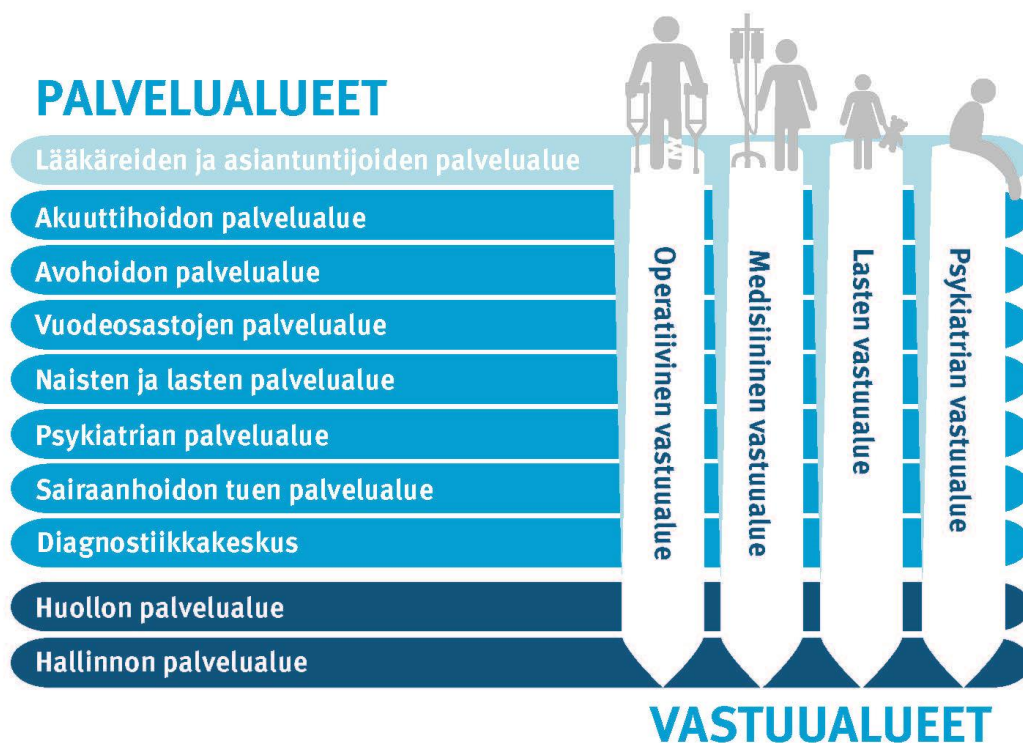 PALVELUALUEET
Lääkäreiden ja asiantuntijoiden palvelualue
Akuuttihoidon palvelualue
Avohoidon palvelualue
Vuodeosastojen palvelualue
Naisten ja lasten palvelualue
Psykiatrian palvelualue
Sairaanhoidon tuen palvelualue
Diagnostiikkakeskus
Huollon palvelualue
Hallinnon palvelualue
Operatiivinen vastuualue
Medisiininen vastuualue
Lasten vastuualue
Psykiatrian vastuualue
VASTUUALUEET